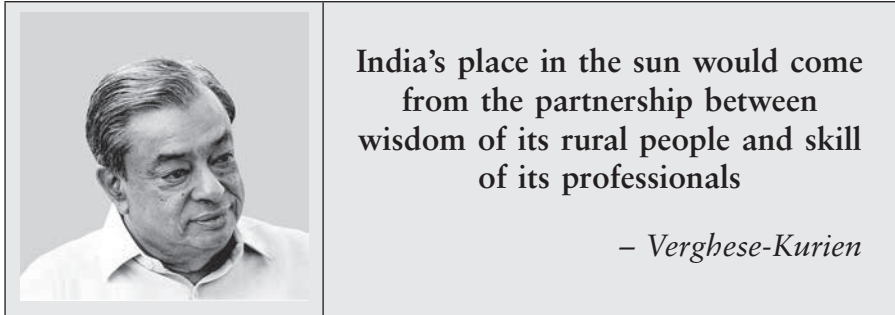 India's place in the sun would come
from the partnership between
wisdom of its rural people and skill
of its professionals
– Verghese-Kurien